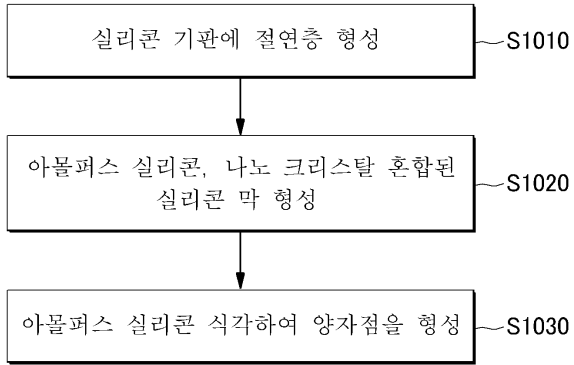 실리콘 기판에 절연층 형성 S1010
아몰퍼스 실리콘, 나노 크리스탈 혼합된
실리콘 막 형성 S1020
아몰퍼스 실리콘 식각하여 양자점을 형성 S1030